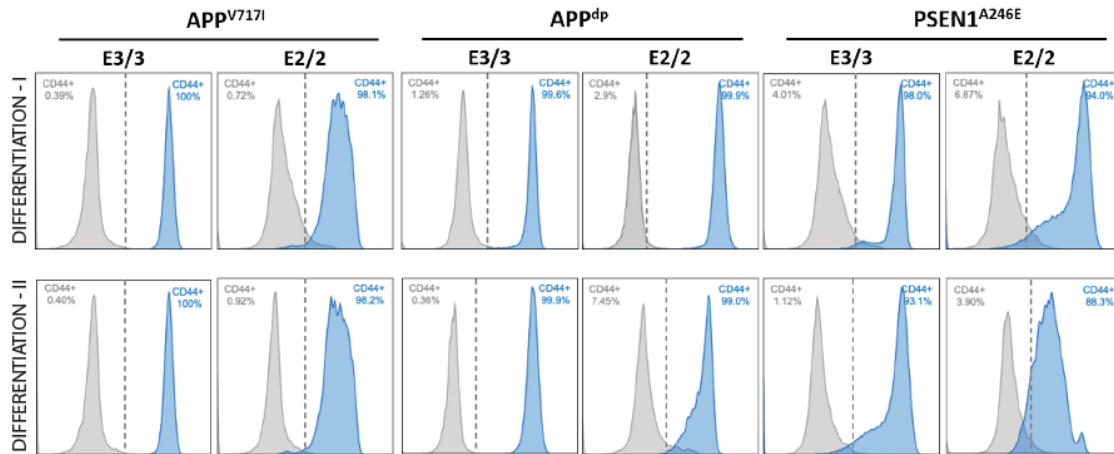 APPV717I APPdp PSEN1A246E
E3/3 E2/2 E3/3 E2/2 E3/3 E2/2
DIFFERENTIATION - I
CD44+ CD44+ CD44+ CD44+ CD44+ CD44+ CD44+ CD44+ CD44+ CD44+ CD44+ CD44+
0.39% 100% 0.72% 98.1% 1.26% 99.6% 2.9% 99.9% 4.01% 98.0% 6.87% 94.0%
DIFFERENTIATION - II
CD44+ CD44+ CD44+ CD44+ CD44+ CD44+ CD44+ CD44+ CD44+ CD44+ CD44+ CD44+
0.40% 100% 0.92% 98.2% 0.36% 99.9% 7.45% 99.0% 1.12% 93.1% 3.90% 88.3%